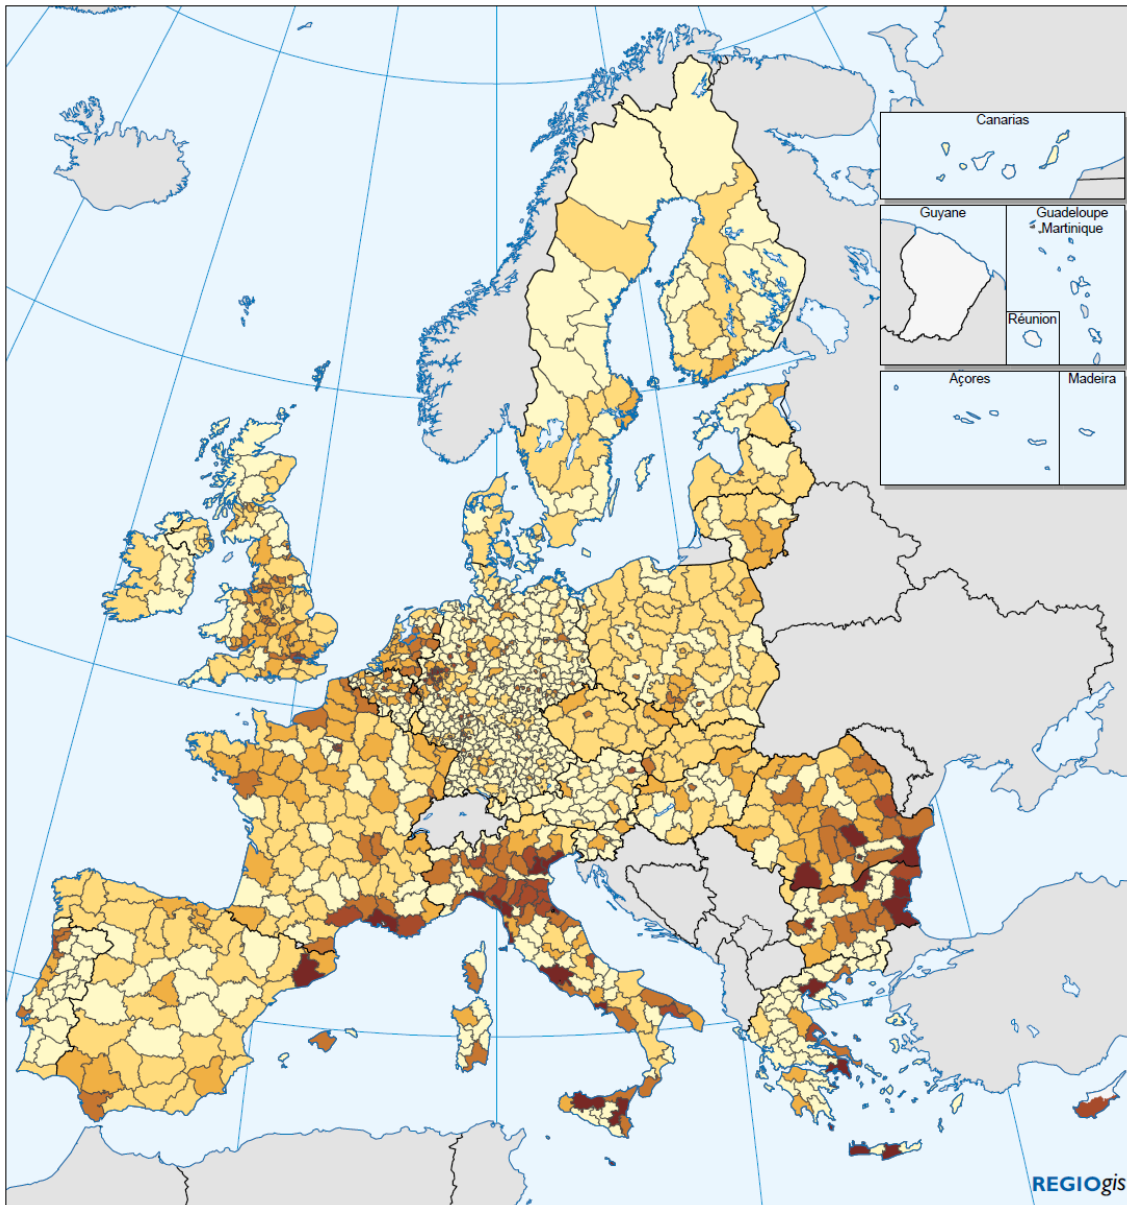 Canarias
Guyane
Guadeloupe
Martinique
Réunion
Açores
Madeira
REGIOgis